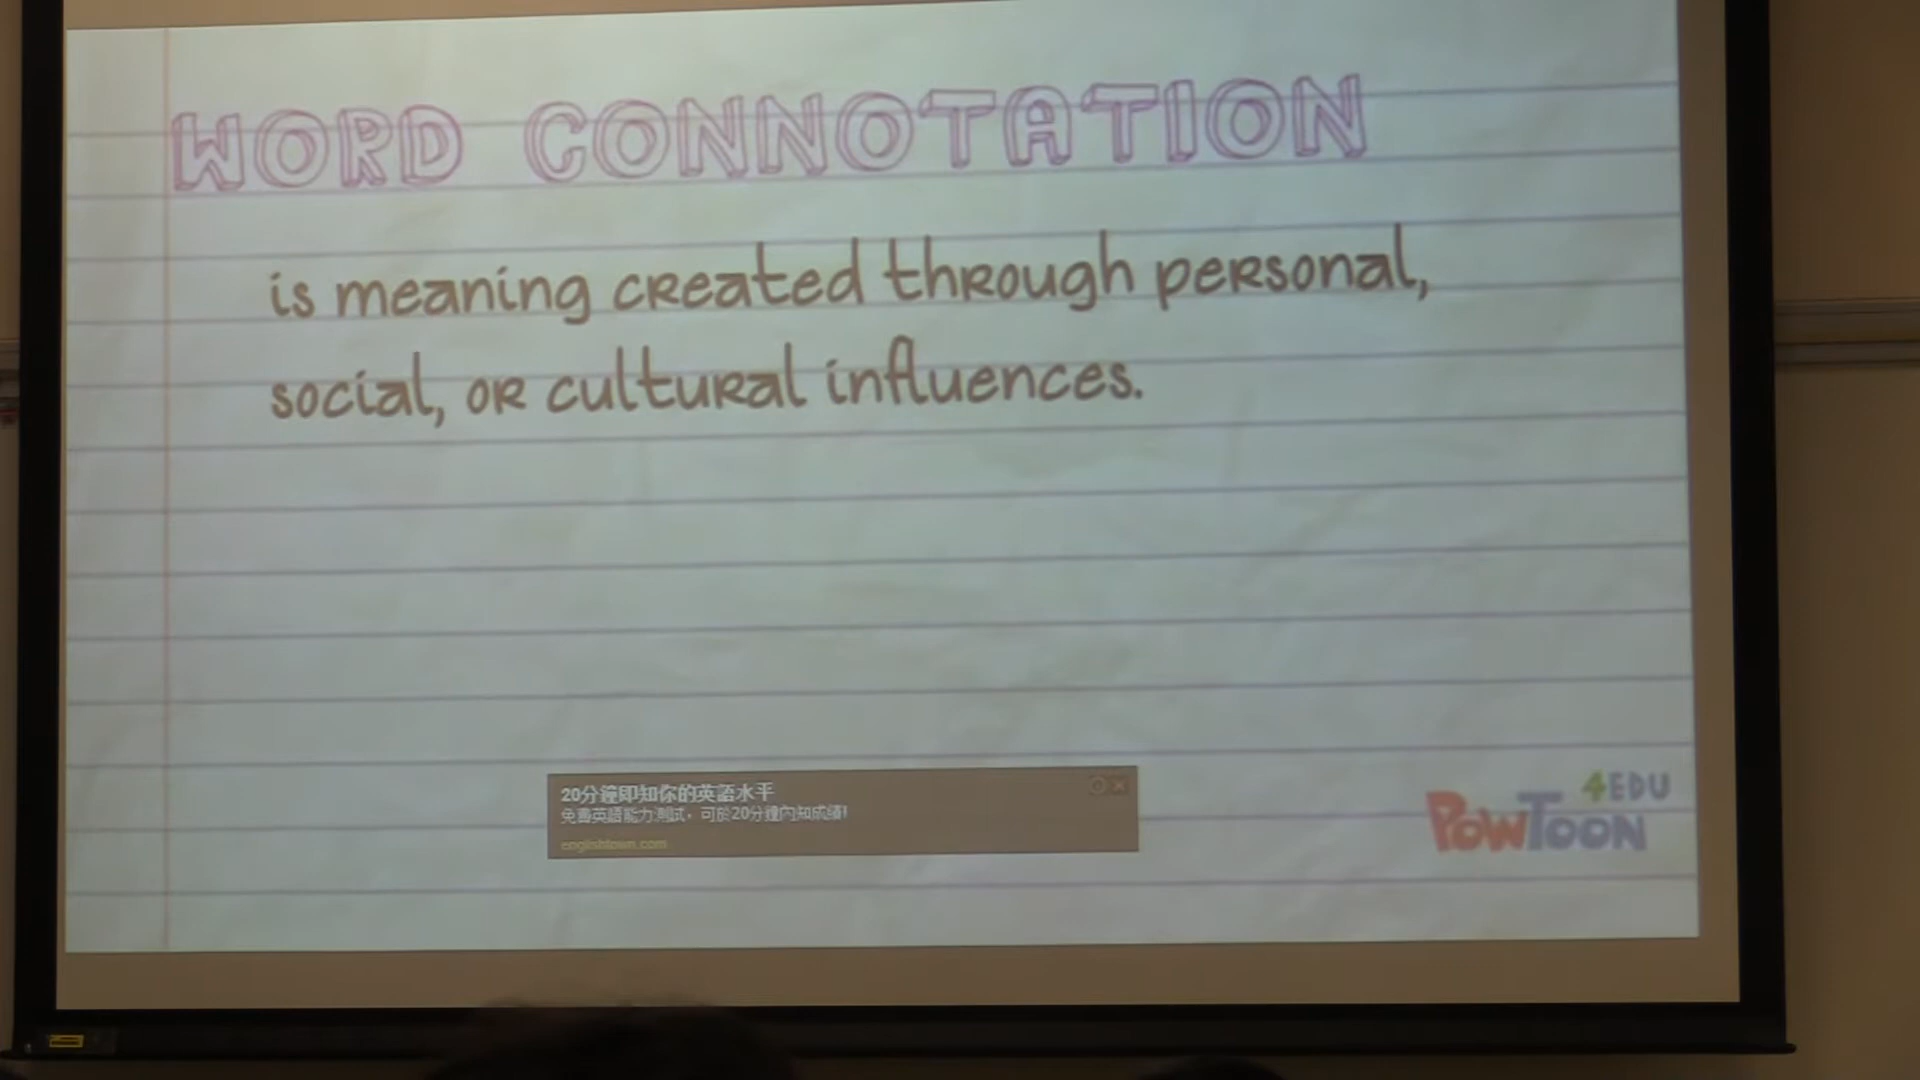 WORD CONNOTATION
is meaning created through personal,
social, or cultural influences.
20分鐘即知你的英語水平
免費英語能力測試，可於20分鐘內知成績!
englishtown.com
4EDU
POWTOON